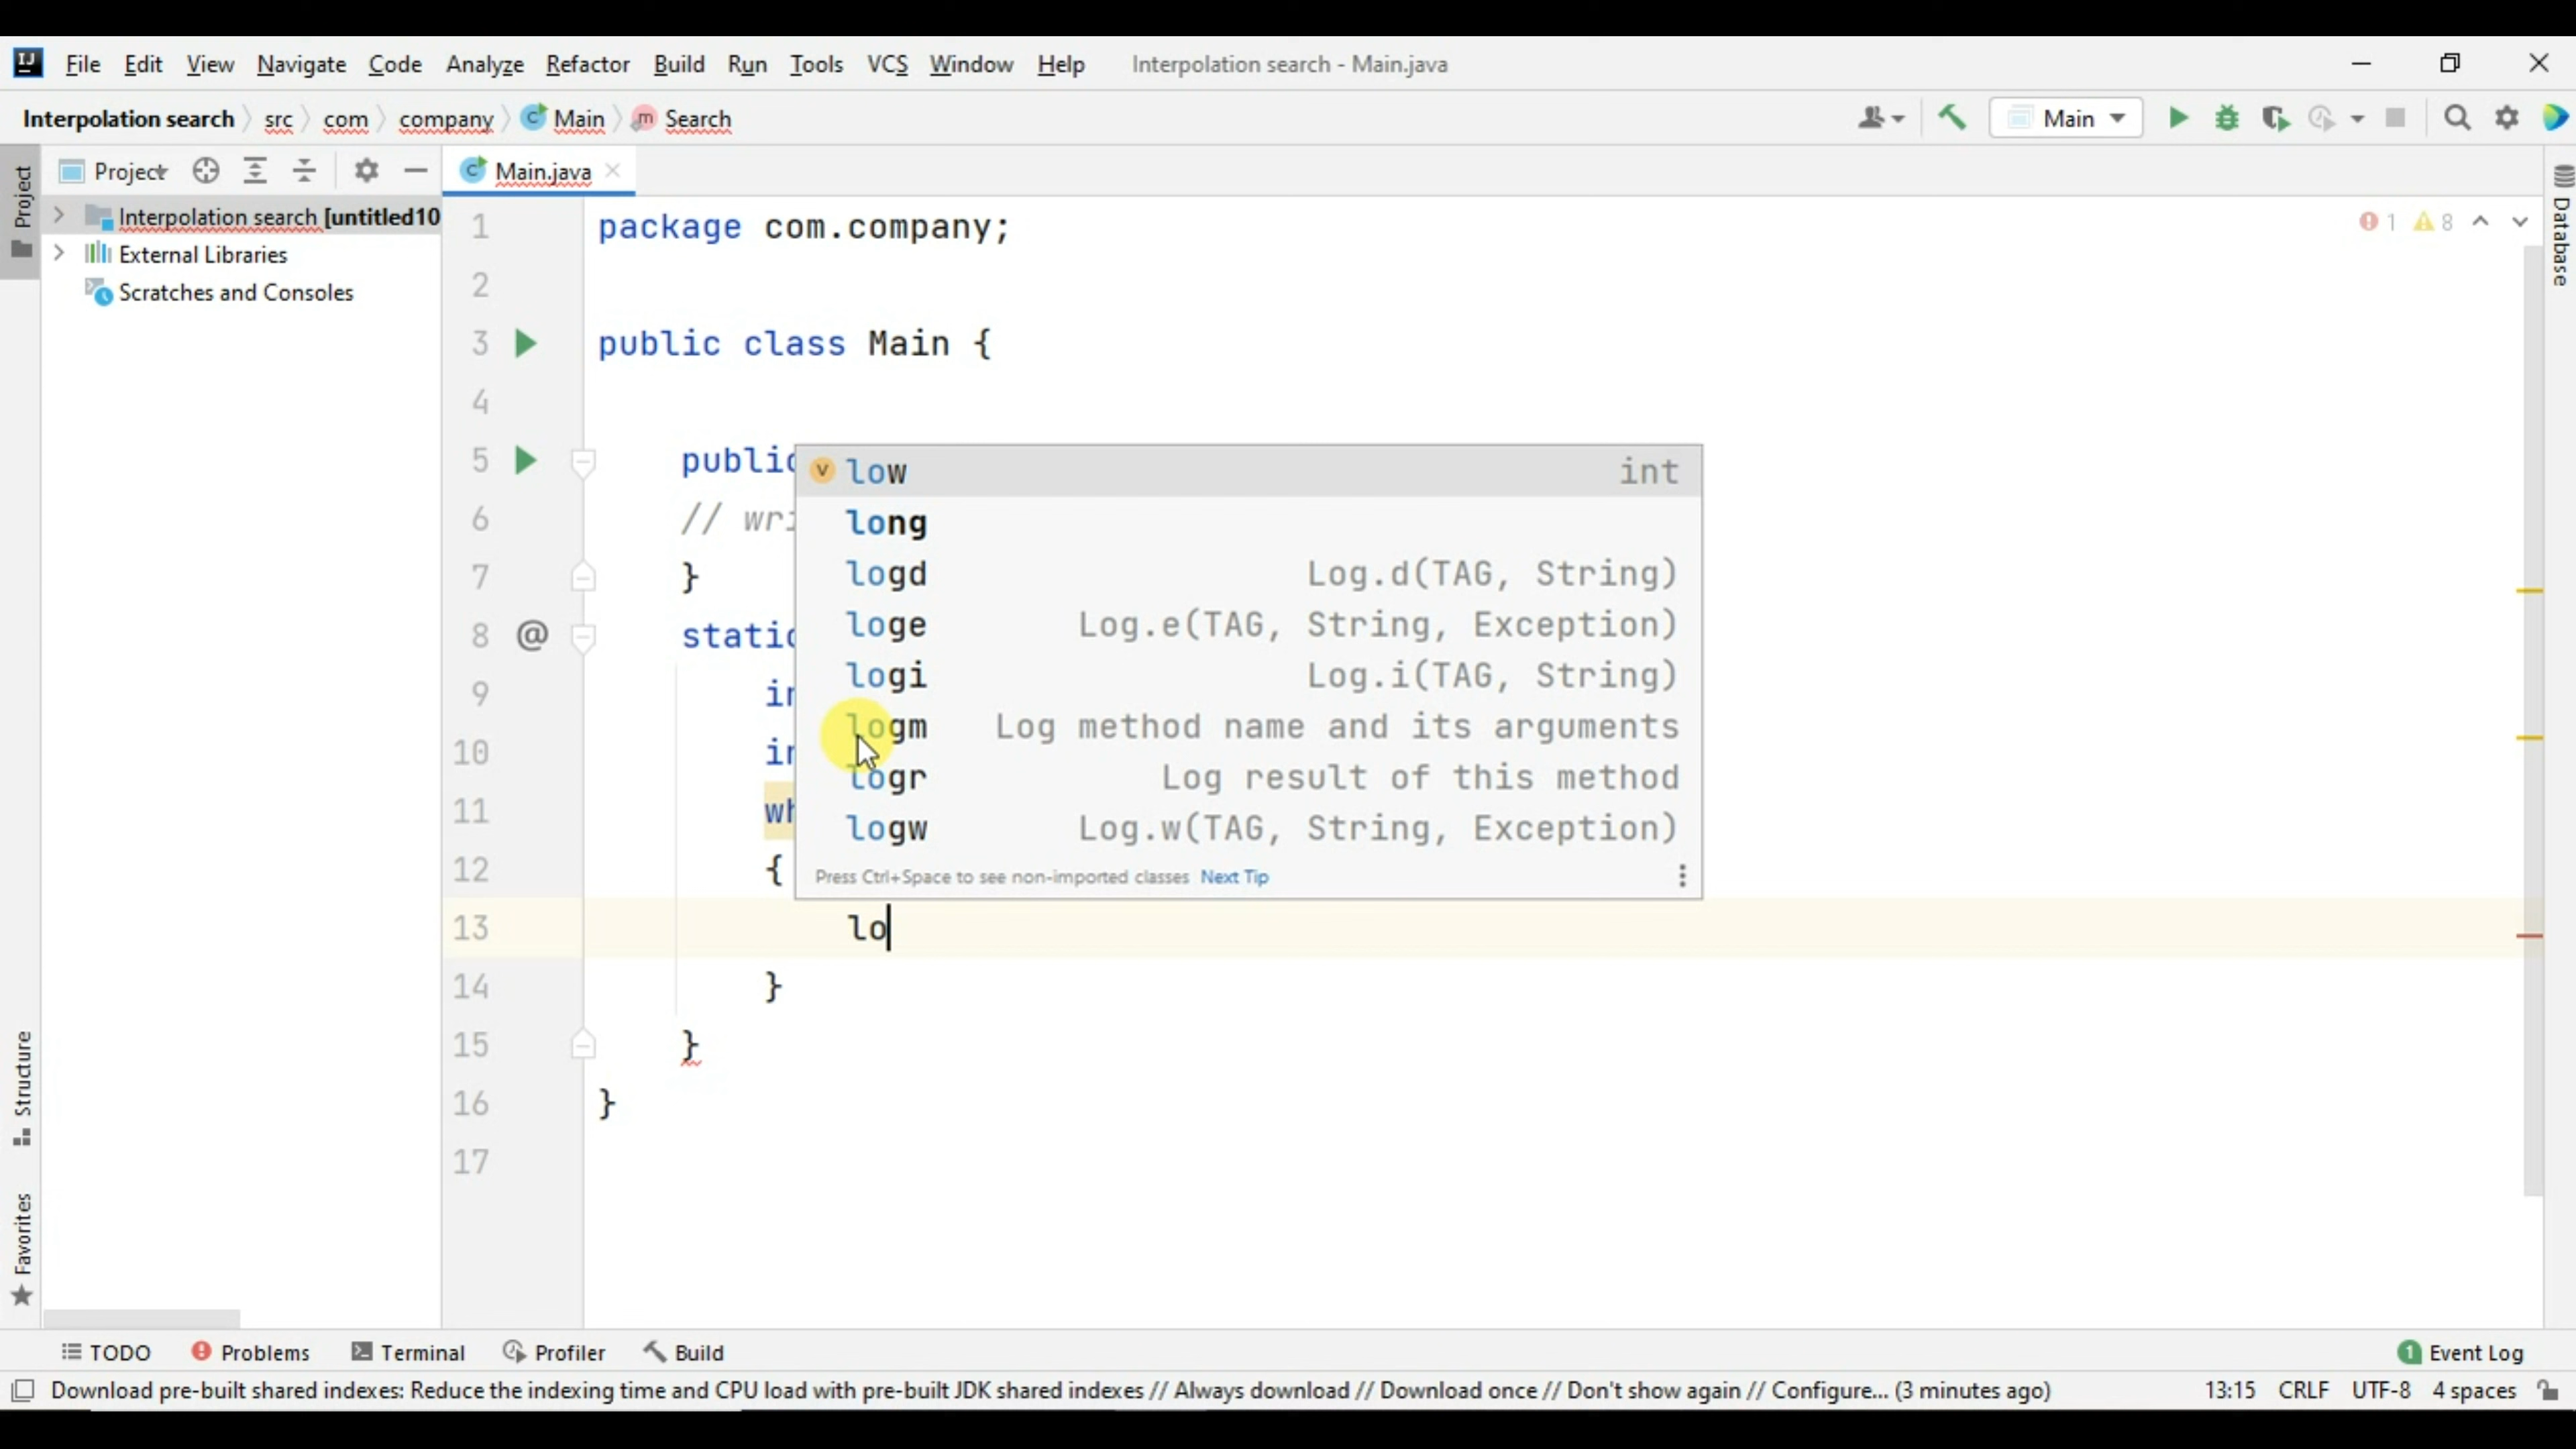 IJ File Edit View Navigate Code Analyze Refactor Build Run Tools VCS Window Help Interpolation search - Main.java
Interpolation search src com company C Main m Search Main
Project Project C Main.java
Interpolation search [untitled10
External Libraries
Scratches and Consoles
1 package com.company; 1 8
2
3 public class Main {
4
5 public
6 //
7 }
8 @ static
9
10
11
12 {
13 lo
14 }
15 }
16 }
17
v low int
long
logd Log.d(TAG, String)
loge Log.e(TAG, String, Exception)
logi Log.i(TAG, String)
logm Log method name and its arguments
logr Log result of this method
logw Log.w(TAG, String, Exception)
Press Ctrl+Space to see non-imported classes Next Tip
Database
Structure
Favorites
TODO Problems Terminal Profiler Build 1 Event Log
Download pre-built shared indexes: Reduce the indexing time and CPU load with pre-built JDK shared indexes // Always download // Download once // Don't show again // Configure... (3 minutes ago) 13:15 CRLF UTF-8 4 spaces